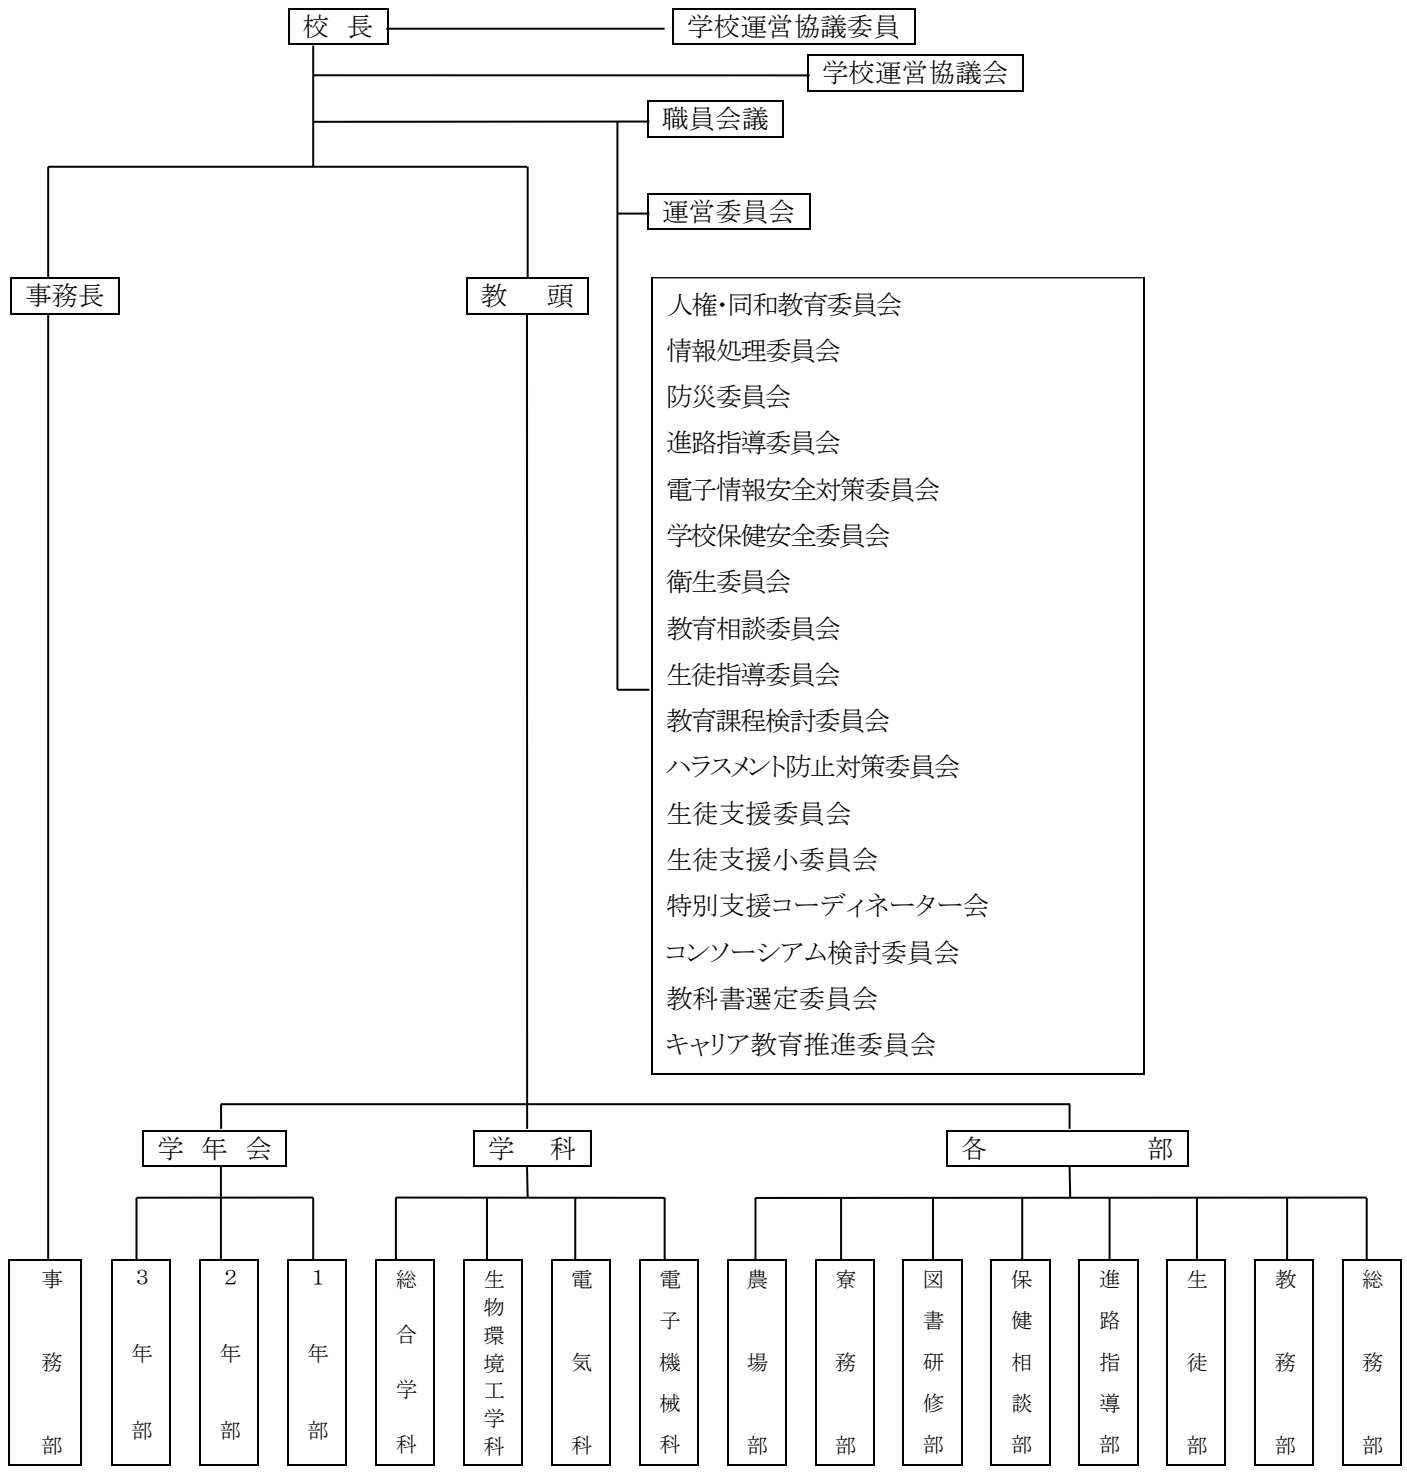 校 長
学校運営協議委員
学校運営協議会
職員会議
運営委員会
事務長
教 頭
人権・同和教育委員会
情報処理委員会
防災委員会
進路指導委員会
電子情報安全対策委員会
学校保健安全委員会
衛生委員会
教育相談委員会
生徒指導委員会
教育課程検討委員会
ハラスメント防止対策委員会
生徒支援委員会
生徒支援小委員会
特別支援コーディネーター会
コンソーシアム検討委員会
教科書選定委員会
キャリア教育推進委員会
学 年 会
学 科
各 部
事務部
３年部
２年部
１年部
総合学科
生物環境工学科
電気科
電子機械科
農場部
寮務部
図書研修部
保健相談部
進路指導部
生徒部
教務部
総務部